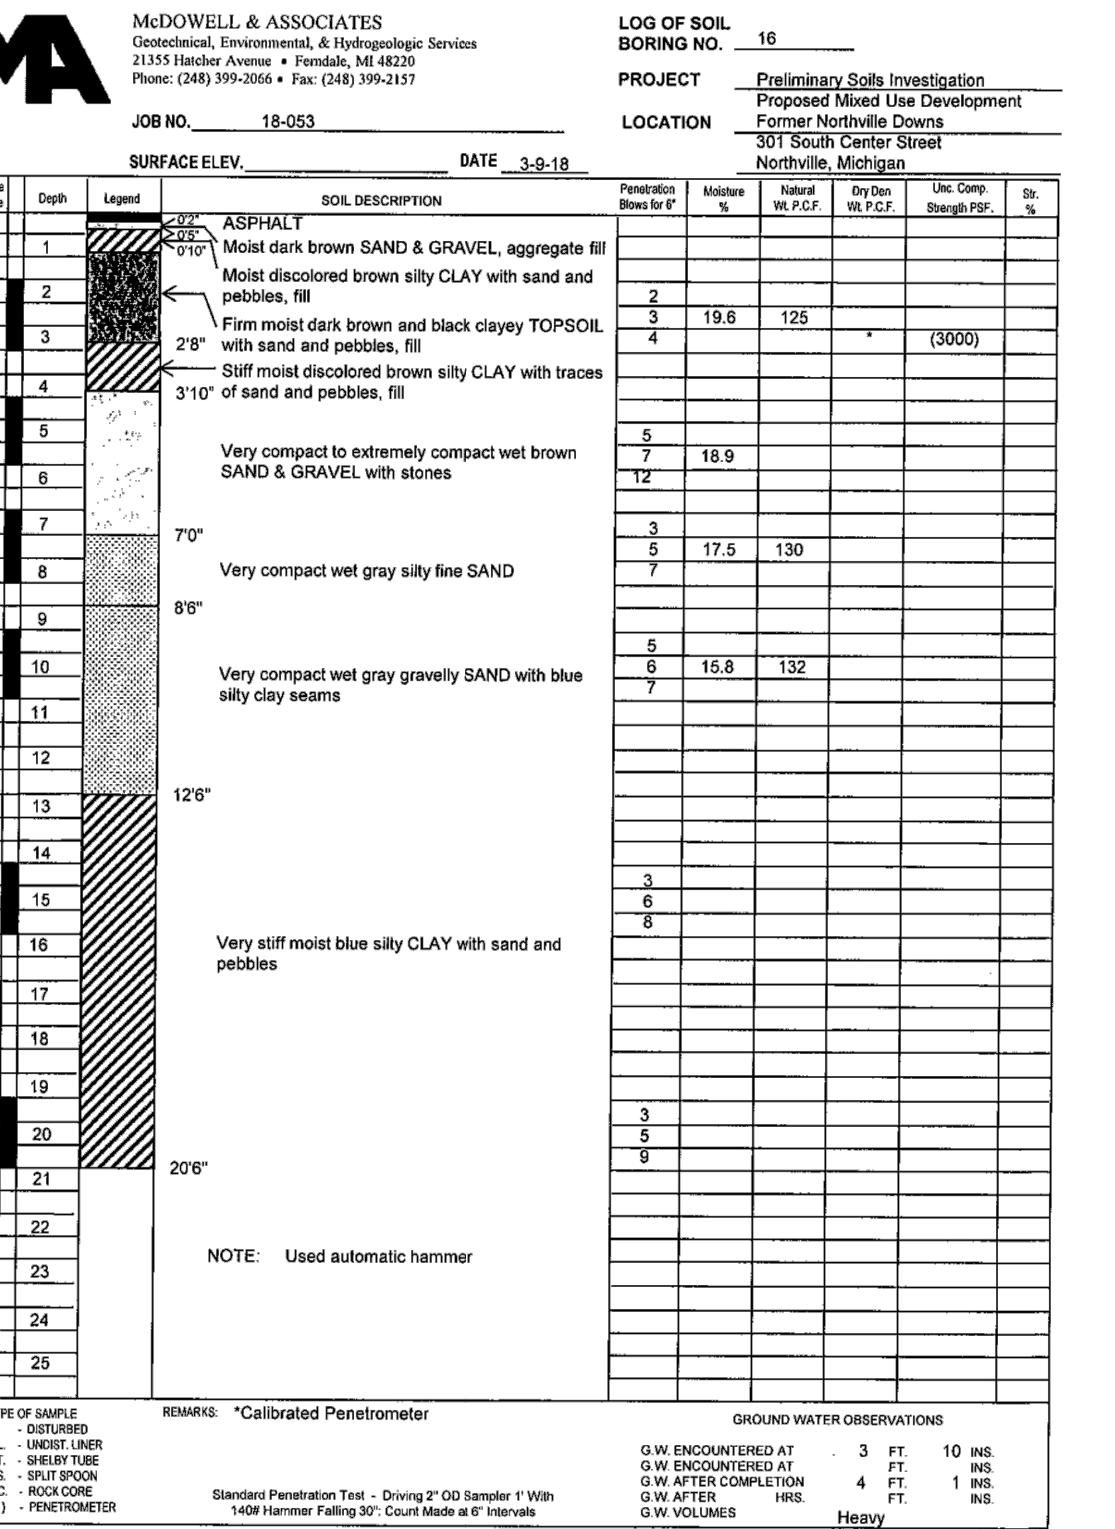 MA
McDOWELL & ASSOCIATES
Geotechnical, Environmental, & Hydrogeologic Services
21355 Hatcher Avenue • Ferndale, MI 48220
Phone: (248) 399-2066 • Fax: (248) 399-2157
JOB NO. 18-053
SURFACE ELEV. DATE 3-9-18
LOG OF SOIL
BORING NO. 16
PROJECT Preliminary Soils Investigation
Proposed Mixed Use Development
LOCATION Former Northville Downs
301 South Center Street
Northville, Michigan
e
e
Depth
Legend
SOIL DESCRIPTION
Penetration
Blows for 6"
Moisture
%
Natural
Wt. P.C.F.
Dry Den
Wt. P.C.F.
Unc. Comp.
Strength PSF.
Str.
%
0'2" ASPHALT
0'5"
1 0'10" Moist dark brown SAND & GRAVEL, aggregate fill
Moist discolored brown silty CLAY with sand and
2 pebbles, fill 2
3 19.6 125
Firm moist dark brown and black clayey TOPSOIL
3 2'8" with sand and pebbles, fill 4 * (3000)
Stiff moist discolored brown silty CLAY with traces
4 3'10" of sand and pebbles, fill
5 5
Very compact to extremely compact wet brown 7 18.9
6 SAND & GRAVEL with stones 12
7 3
7'0" 5 17.5 130
8 Very compact wet gray silty fine SAND 7
8'6"
9
5
10 Very compact wet gray gravelly SAND with blue 6 15.8 132
silty clay seams 7
11
12
12'6"
13
14
3
15 6
8
16 Very stiff moist blue silty CLAY with sand and
pebbles
17
18
19
3
20 5
9
20'6"
21
22
NOTE: Used automatic hammer
23
24
25
PE OF SAMPLE
- DISTURBED
. - UNDIST. LINER
T. - SHELBY TUBE
S. - SPLIT SPOON
C. - ROCK CORE
) - PENETROMETER
REMARKS: *Calibrated Penetrometer
Standard Penetration Test - Driving 2" OD Sampler 1' With
140# Hammer Falling 30": Count Made at 6" Intervals
GROUND WATER OBSERVATIONS
G.W. ENCOUNTERED AT 3 FT. 10 INS.
G.W. ENCOUNTERED AT FT. INS.
G.W. AFTER COMPLETION 4 FT. 1 INS.
G.W. AFTER HRS. FT. INS.
G.W. VOLUMES Heavy